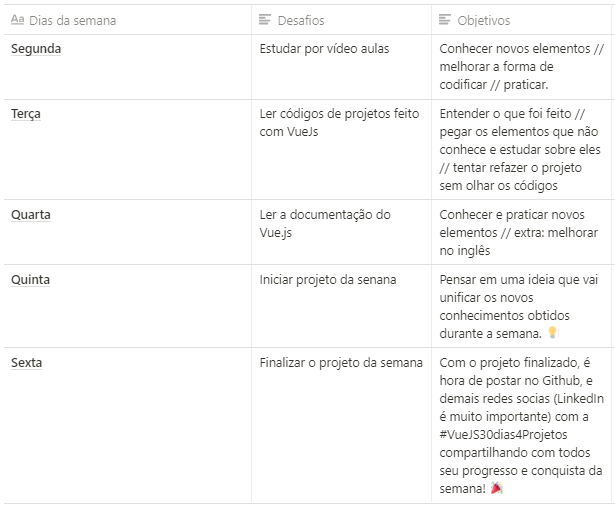 Aa Dias da semana
Desafios
Objetivos
Segunda
Estudar por vídeo aulas
Conhecer novos elementos //
melhorar a forma de
codificar // praticar.
Terça
Ler códigos de projetos feito
com VueJs
Entender o que foi feito //
pegar os elementos que não
conhece e estudar sobre eles
// tentar refazer o projeto
sem olhar os códigos
Quarta
Ler a documentação do
Vue.js
Conhecer e praticar novos
elementos // extra: melhorar
no inglês
Quinta
Iniciar projeto da senana
Pensar em uma ideia que vai
unificar os novos
conhecimentos obtidos
durante a semana. 💡
Sexta
Finalizar o projeto da semana
Com o projeto finalizado, é
hora de postar no Github, e
demais redes socias (LinkedIn
é muito importante) com a
#VueJS30dias4Projetos
compartilhando com todos
seu progresso e conquista da
semana! 🎉